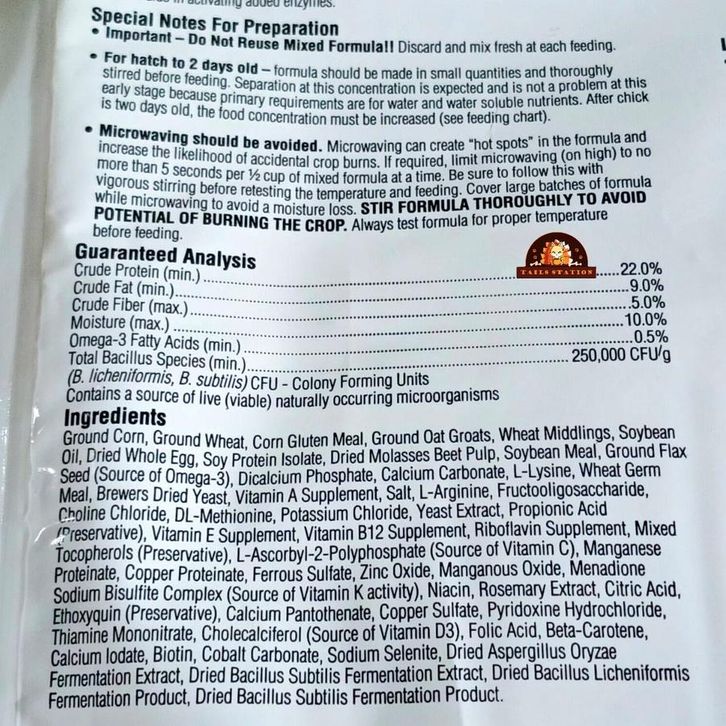 in activating added enzymes.
Special Notes For Preparation
• Important – Do Not Reuse Mixed Formula!! Discard and mix fresh at each feeding.
• For hatch to 2 days old – formula should be made in small quantities and thoroughly
stirred before feeding. Separation at this concentration is expected and is not a problem at this
early stage because primary requirements are for water and water soluble nutrients. After chick
is two days old, the food concentration must be increased (see feeding chart).
• Microwaving should be avoided. Microwaving can create "hot spots" in the formula and
increase the likelihood of accidental crop burns. If required, limit microwaving (on high) to no
more than 5 seconds per ½ cup of mixed formula at a time. Be sure to follow this with
vigorous stirring before retesting the temperature and feeding. Cover large batches of formula
while microwaving to avoid a moisture loss. STIR FORMULA THOROUGHLY TO AVOID
POTENTIAL OF BURNING THE CROP. Always test formula for proper temperature
before feeding.
TAILS STATION
Guaranteed Analysis
Crude Protein (min.) ..... 22.0%
Crude Fat (min.) ..... 9.0%
Crude Fiber (max.) ..... 5.0%
Moisture (max.) ..... 10.0%
Omega-3 Fatty Acids (min.) ..... 0.5%
Total Bacillus Species (min.) ..... 250,000 CFU/g
(B. licheniformis, B. subtilis) CFU - Colony Forming Units
Contains a source of live (viable) naturally occurring microorganisms
Ingredients
Ground Corn, Ground Wheat, Corn Gluten Meal, Ground Oat Groats, Wheat Middlings, Soybean
Oil, Dried Whole Egg, Soy Protein Isolate, Dried Molasses Beet Pulp, Soybean Meal, Ground Flax
Seed (Source of Omega-3), Dicalcium Phosphate, Calcium Carbonate, L-Lysine, Wheat Germ
Meal, Brewers Dried Yeast, Vitamin A Supplement, Salt, L-Arginine, Fructooligosaccharide,
Choline Chloride, DL-Methionine, Potassium Chloride, Yeast Extract, Propionic Acid
(Preservative), Vitamin E Supplement, Vitamin B12 Supplement, Riboflavin Supplement, Mixed
Tocopherols (Preservative), L-Ascorbyl-2-Polyphosphate (Source of Vitamin C), Manganese
Proteinate, Copper Proteinate, Ferrous Sulfate, Zinc Oxide, Manganous Oxide, Menadione
Sodium Bisulfite Complex (Source of Vitamin K activity), Niacin, Rosemary Extract, Citric Acid,
Ethoxyquin (Preservative), Calcium Pantothenate, Copper Sulfate, Pyridoxine Hydrochloride,
Thiamine Mononitrate, Cholecalciferol (Source of Vitamin D3), Folic Acid, Beta-Carotene,
Calcium Iodate, Biotin, Cobalt Carbonate, Sodium Selenite, Dried Aspergillus Oryzae
Fermentation Extract, Dried Bacillus Subtilis Fermentation Extract, Dried Bacillus Licheniformis
Fermentation Product, Dried Bacillus Subtilis Fermentation Product.